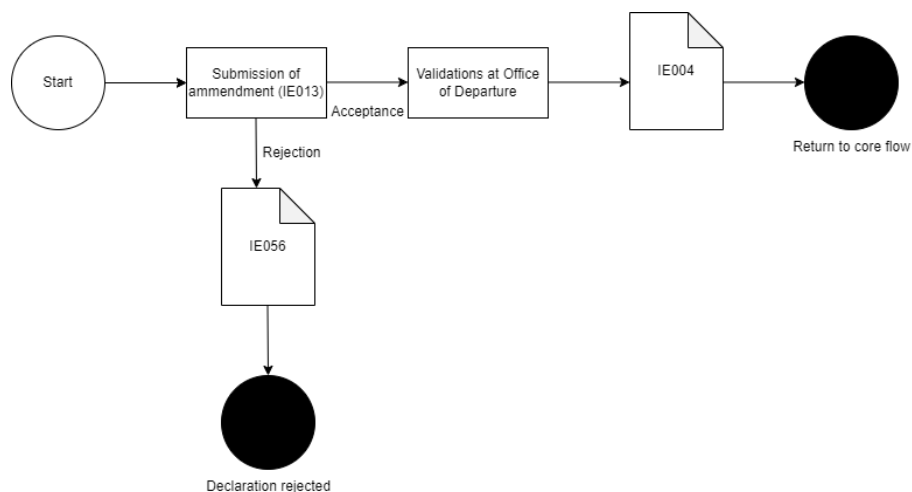 Start
Submission of
ammendment (IE013)
Acceptance
Validations at Office
of Departure
IE004
Return to core flow
Rejection
IE056
Declaration rejected